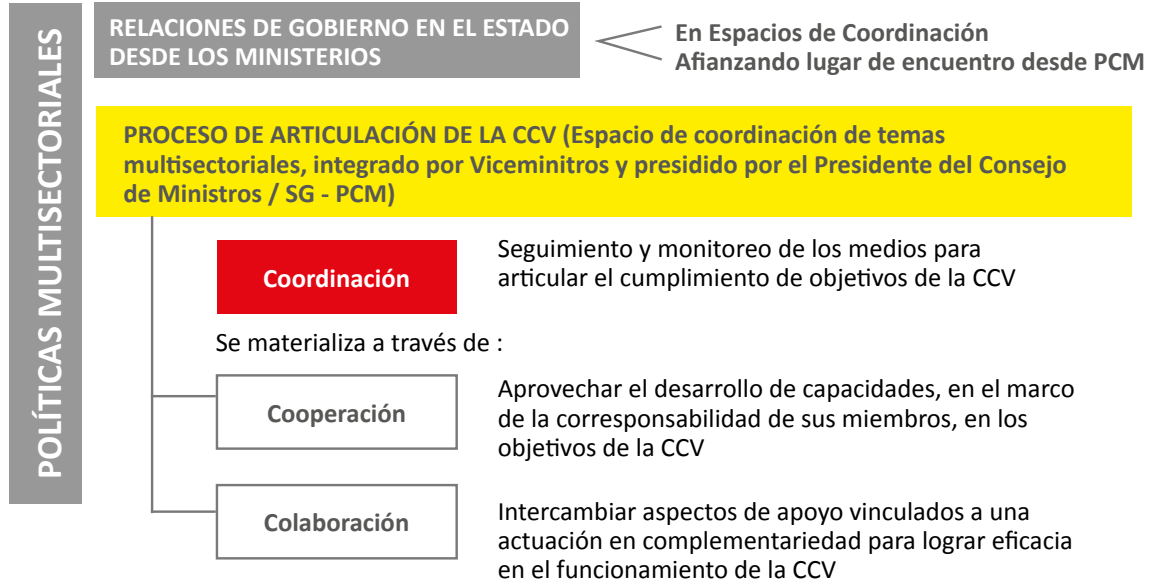 POLÍTICAS MULTISECTORIALES
RELACIONES DE GOBIERNO EN EL ESTADO
DESDE LOS MINISTERIOS
En Espacios de Coordinación
Afianzando lugar de encuentro desde PCM
PROCESO DE ARTICULACIÓN DE LA CCV (Espacio de coordinación de temas
multisectoriales, integrado por Viceminitros y presidido por el Presidente del Consejo
de Ministros / SG - PCM)
Coordinación
Seguimiento y monitoreo de los medios para
articular el cumplimiento de objetivos de la CCV
Se materializa a través de :
Cooperación
Aprovechar el desarrollo de capacidades, en el marco
de la corresponsabilidad de sus miembros, en los
objetivos de la CCV
Colaboración
Intercambiar aspectos de apoyo vinculados a una
actuación en complementariedad para lograr eficacia
en el funcionamiento de la CCV